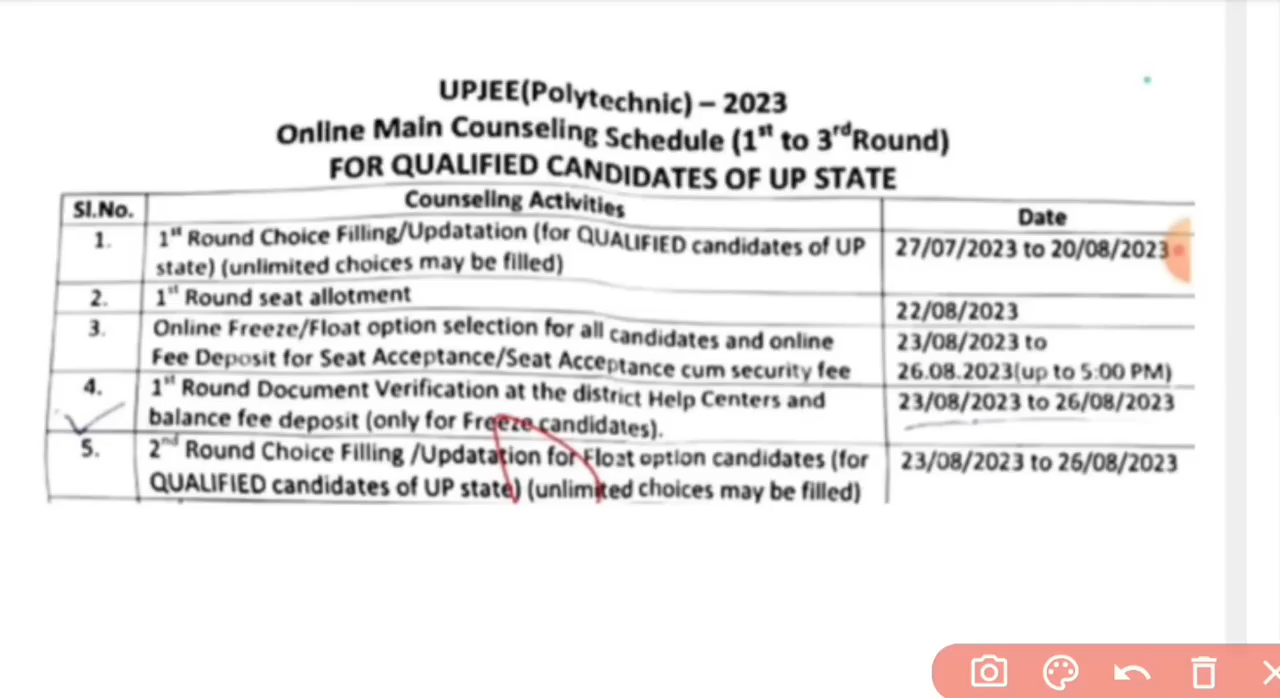 UPJEE(Polytechnic) – 2023
Online Main Counseling Schedule (1st to 3rd Round)
FOR QUALIFIED CANDIDATES OF UP STATE
Sl.No. Counseling Activities Date
1. 1st Round Choice Filling/Updatation (for QUALIFIED candidates of UP 27/07/2023 to 20/08/2023
state) (unlimited choices may be filled)
2. 1st Round seat allotment 22/08/2023
3. Online Freeze/Float option selection for all candidates and online 23/08/2023 to
Fee Deposit for Seat Acceptance/Seat Acceptance cum security fee 26.08.2023(up to 5:00 PM)
4. 1st Round Document Verification at the district Help Centers and 23/08/2023 to 26/08/2023
balance fee deposit (only for Freeze candidates).
5. 2nd Round Choice Filling /Updatation for Float option candidates (for 23/08/2023 to 26/08/2023
QUALIFIED candidates of UP state) (unlimited choices may be filled)